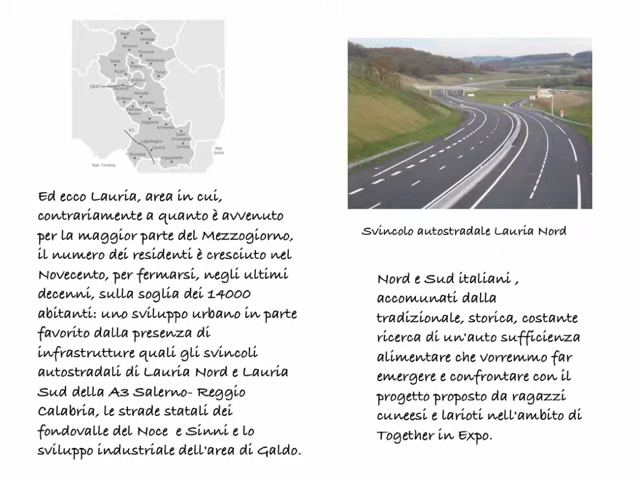 Ed ecco Lauria, area in cui,
contrariamente a quanto è avvenuto
per la maggior parte del Mezzogiorno,
il numero dei residenti è cresciuto nel
Novecento, per fermarsi, negli ultimi
decenni, sulla soglia dei 14000
abitanti: uno sviluppo urbano in parte
favorito dalla presenza di
infrastrutture quali gli svincoli
autostradali di Lauria Nord e Lauria
Sud della A3 Salerno- Reggio
Calabria, le strade statali dei
fondovalle del Noce e Sinni e lo
sviluppo industriale dell'area di Galdo.
Svincolo autostradale Lauria Nord
Nord e Sud italiani ,
accomunati dalla
tradizionale, storica, costante
ricerca di un'auto sufficienza
alimentare che vorremmo far
emergere e confrontare con il
progetto proposto da ragazzi
cuneesi e larioti nell'ambito di
Together in Expo.